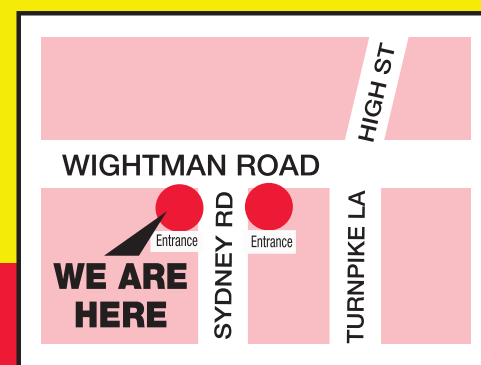 HIGH ST
WIGHTMAN ROAD
SYDNEY RD
TURNPIKE LA
Entrance
Entrance
WE ARE
HERE